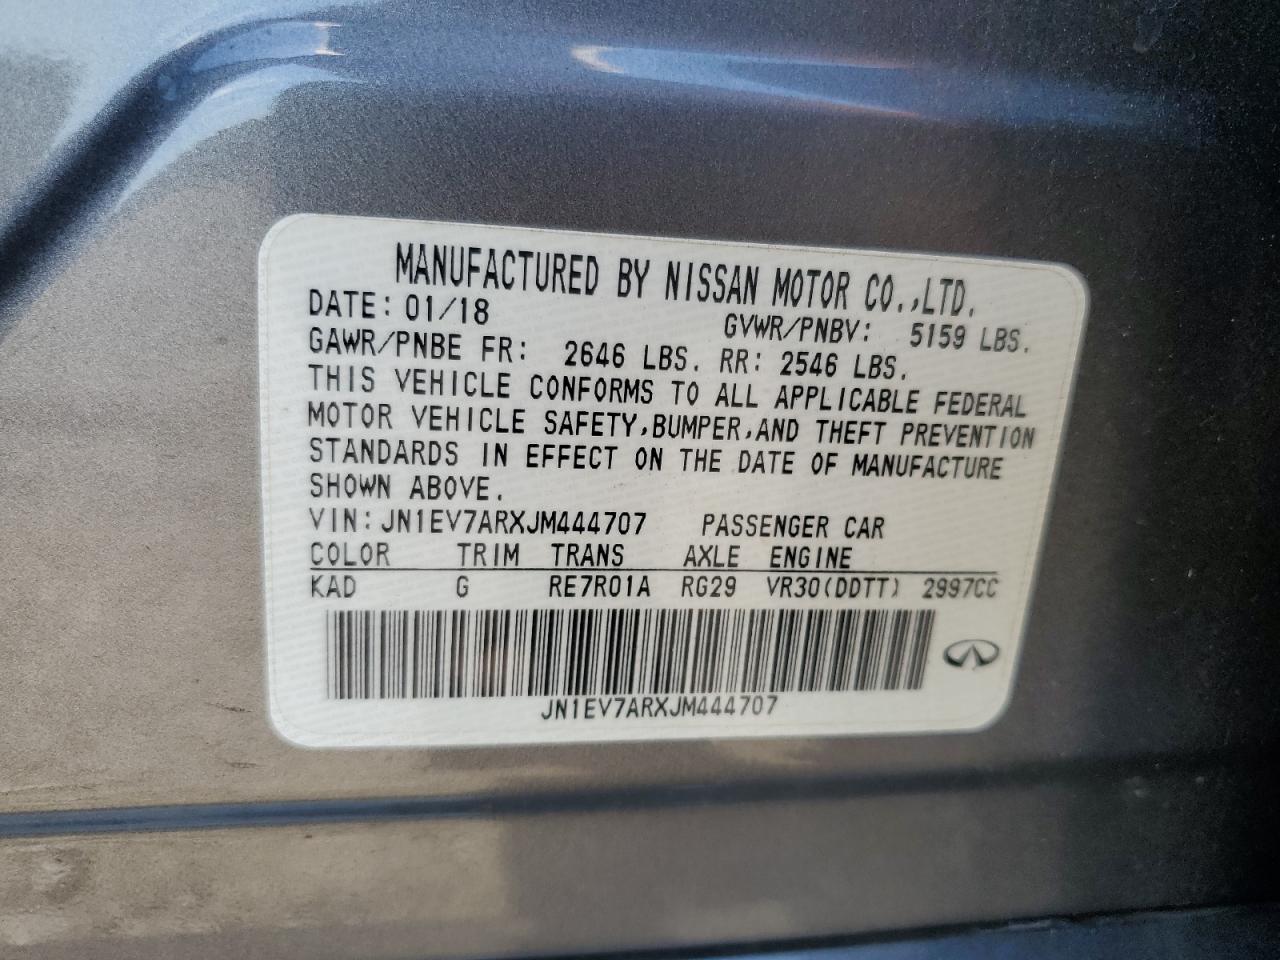 MANUFACTURED BY NISSAN MOTOR CO.,LTD.
DATE: 01/18 GVWR/PNBV: 5159 LBS.
GAWR/PNBE FR: 2646 LBS. RR: 2546 LBS.
THIS VEHICLE CONFORMS TO ALL APPLICABLE FEDERAL
MOTOR VEHICLE SAFETY,BUMPER,AND THEFT PREVENTION
STANDARDS IN EFFECT ON THE DATE OF MANUFACTURE
SHOWN ABOVE.
VIN: JN1EV7ARXJM444707 PASSENGER CAR
COLOR TRIM TRANS AXLE ENGINE
KAD G RE7R01A RG29 VR30(DDTT) 2997CC
JN1EV7ARXJM444707